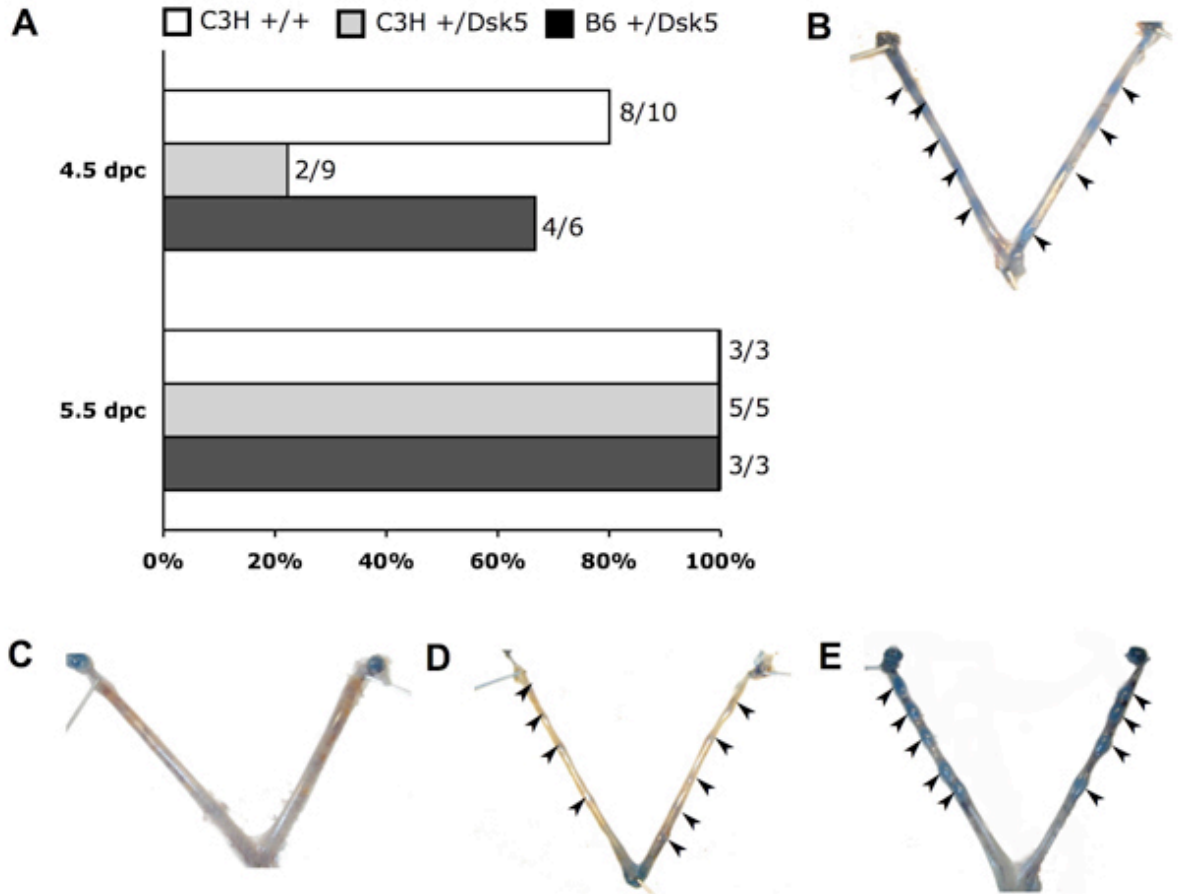 A
C3H +/+ C3H +/Dsk5 B6 +/Dsk5
8/10
4.5 dpc 2/9
4/6
3/3
5.5 dpc 5/5
3/3
0% 20% 40% 60% 80% 100%
B
C
D
E